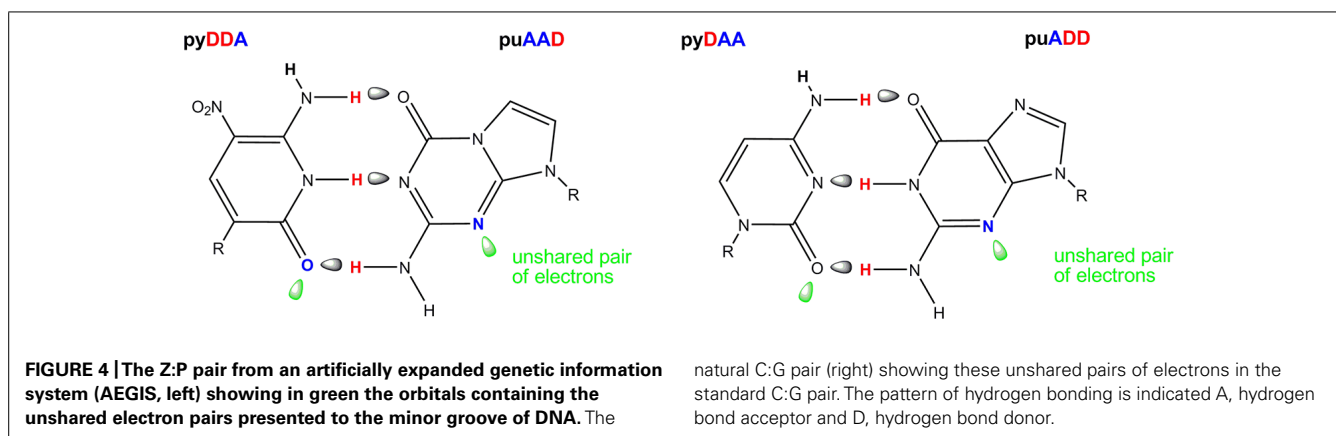 pyDDA puAAD pyDAA puADD
H H
N H O N H O N
O₂N
N N H N N H N
N N
R R
N N
R R
O H N unshared pair O H N unshared pair
of electrons of electrons
H H
FIGURE 4 | The Z:P pair from an artificially expanded genetic information
system (AEGIS, left) showing in green the orbitals containing the
unshared electron pairs presented to the minor groove of DNA. The
natural C:G pair (right) showing these unshared pairs of electrons in the
standard C:G pair. The pattern of hydrogen bonding is indicated A, hydrogen
bond acceptor and D, hydrogen bond donor.